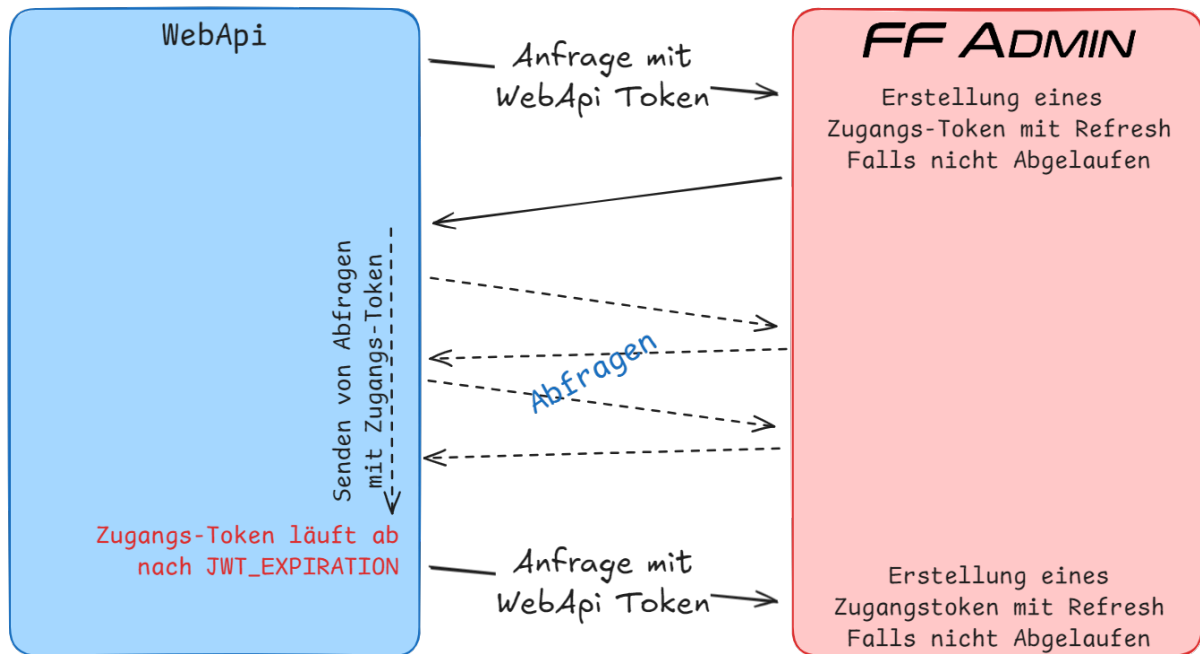 WebApi
FF ADMIN
Anfrage mit
WebApi Token
Erstellung eines
Zugangs-Token mit Refresh
Falls nicht Abgelaufen
Senden von Abfragen
mit Zugangs-Token
Abfragen
Zugangs-Token läuft ab
nach JWT_EXPIRATION
Anfrage mit
WebApi Token
Erstellung eines
Zugangstoken mit Refresh
Falls nicht Abgelaufen